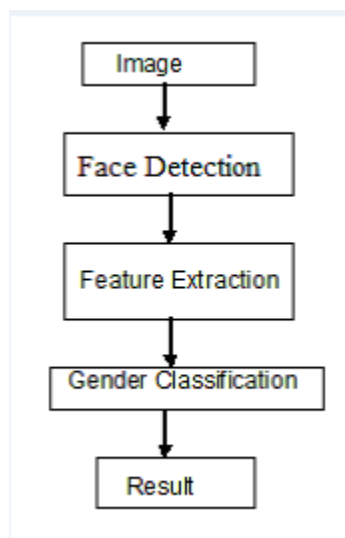 Image
Face Detection
Feature Extraction
Gender Classification
Result